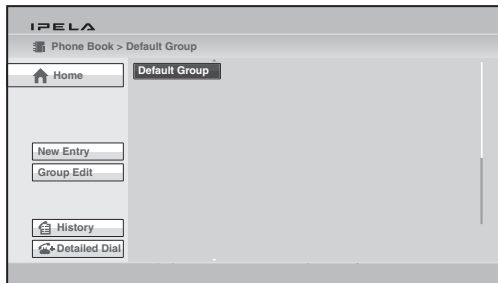 IPELA
Phone Book > Default Group
Home
Default Group
New Entry
Group Edit
History
Detailed Dial